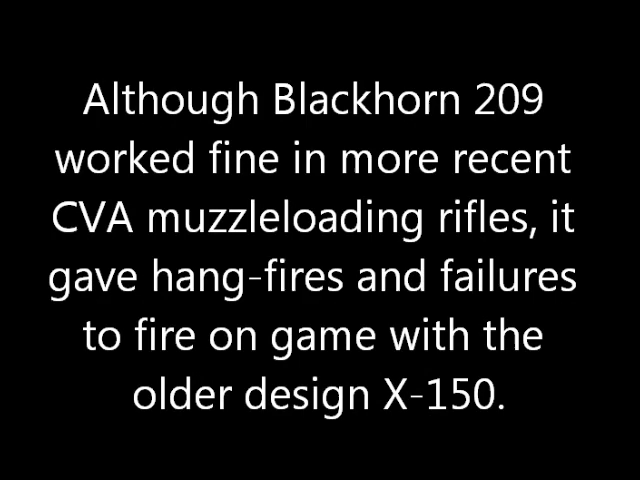 Although Blackhorn 209
worked fine in more recent
CVA muzzleloading rifles, it
gave hang-fires and failures
to fire on game with the
older design X-150.